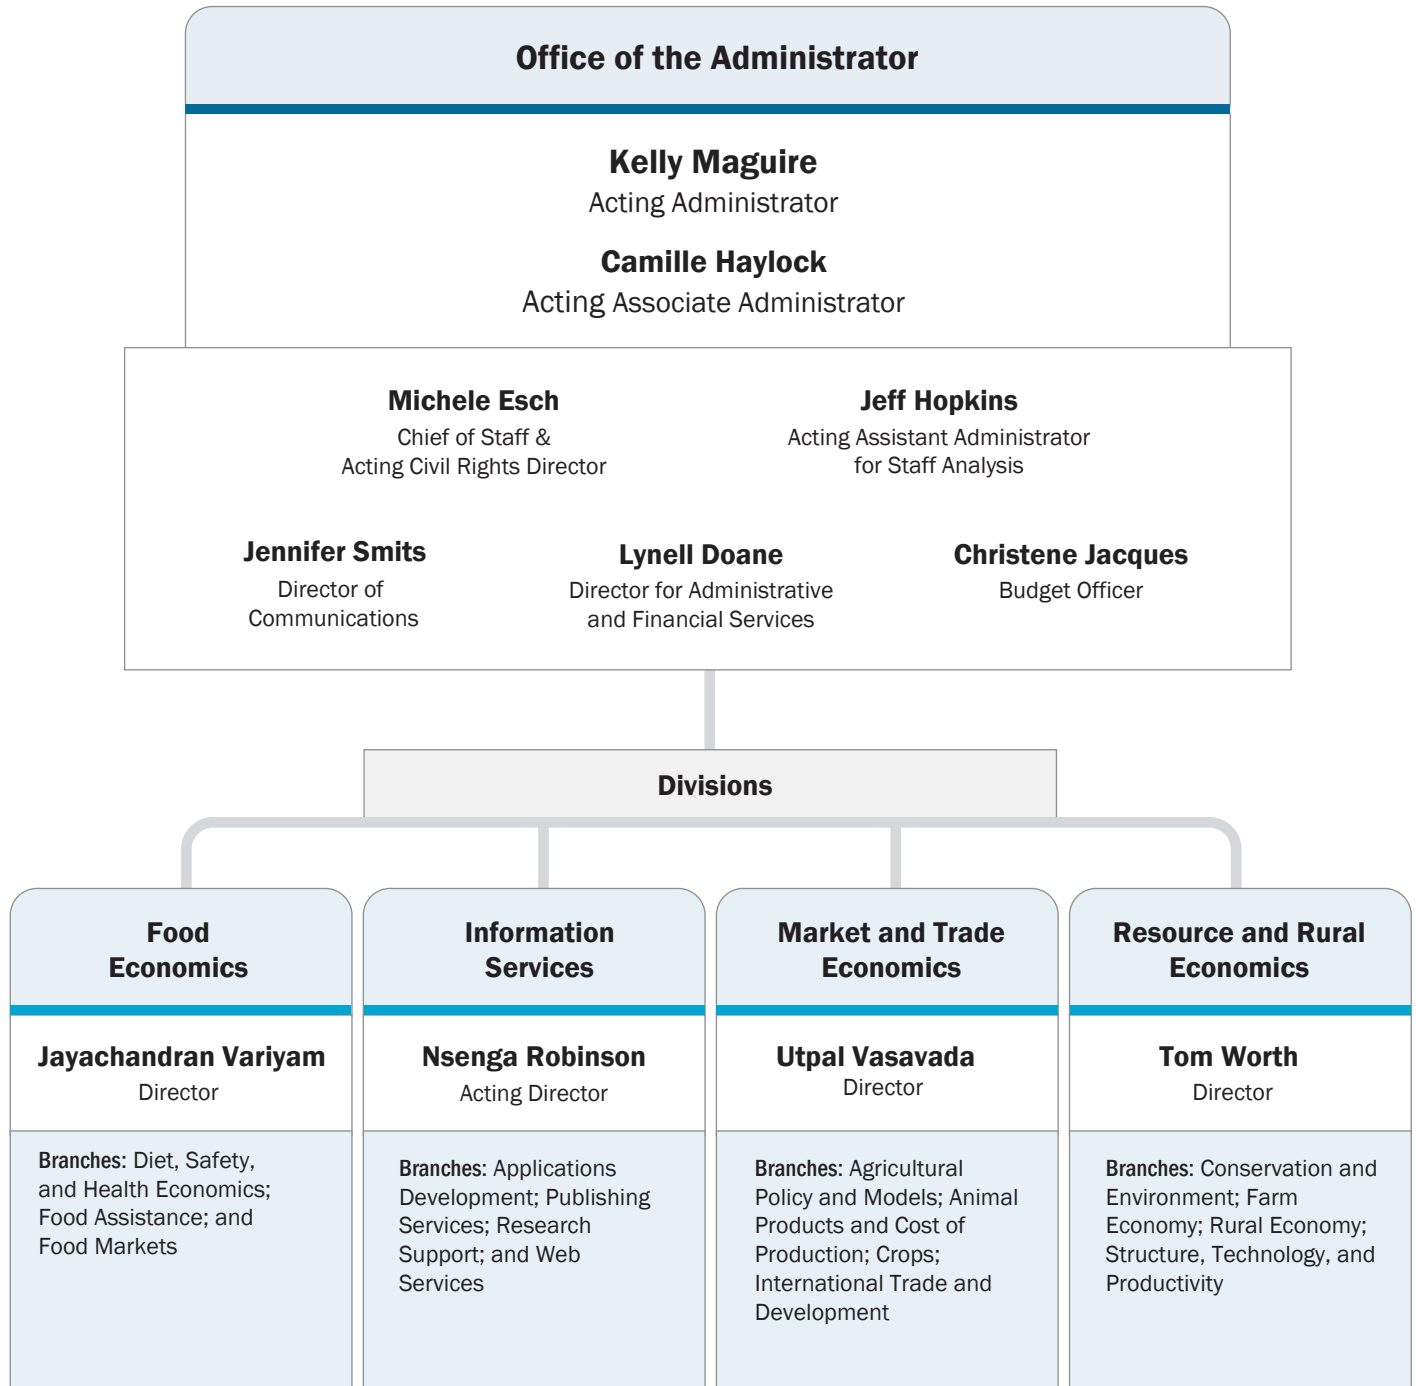 Office of the Administrator
Kelly Maguire
Acting Administrator
Camille Haylock
Acting Associate Administrator
Michele Esch
Chief of Staff &
Acting Civil Rights Director
Jeff Hopkins
Acting Assistant Administrator
for Staff Analysis
Jennifer Smits
Director of
Communications
Lynell Doane
Director for Administrative
and Financial Services
Christene Jacques
Budget Officer
Divisions
Food
Economics
Jayachandran Variyam
Director
Branches: Diet, Safety,
and Health Economics;
Food Assistance; and
Food Markets
Information
Services
Nsenga Robinson
Acting Director
Branches: Applications
Development; Publishing
Services; Research
Support; and Web
Services
Market and Trade
Economics
Utpal Vasavada
Director
Branches: Agricultural
Policy and Models; Animal
Products and Cost of
Production; Crops;
International Trade and
Development
Resource and Rural
Economics
Tom Worth
Director
Branches: Conservation and
Environment; Farm
Economy; Rural Economy;
Structure, Technology, and
Productivity